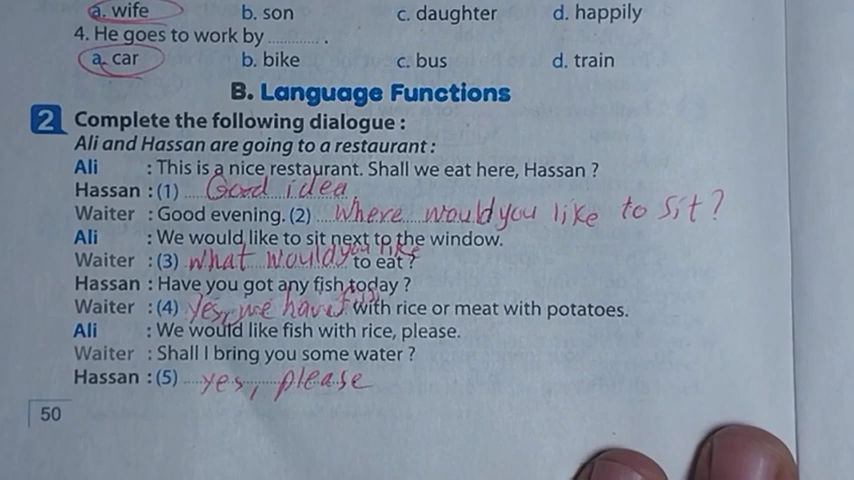 a. wife b. son c. daughter d. happily
4. He goes to work by ............ .
a. car b. bike c. bus d. train
B. Language Functions
2 Complete the following dialogue :
Ali and Hassan are going to a restaurant :
Ali : This is a nice restaurant. Shall we eat here, Hassan ?
Hassan : (1) Good idea
Waiter : Good evening. (2) Where would you like to sit?
Ali : We would like to sit next to the window.
Waiter : (3) what would you like to eat ?
Hassan : Have you got any fish today ?
Waiter : (4) yes, we have fish with rice or meat with potatoes.
Ali : We would like fish with rice, please.
Waiter : Shall I bring you some water ?
Hassan : (5) yes, please
50